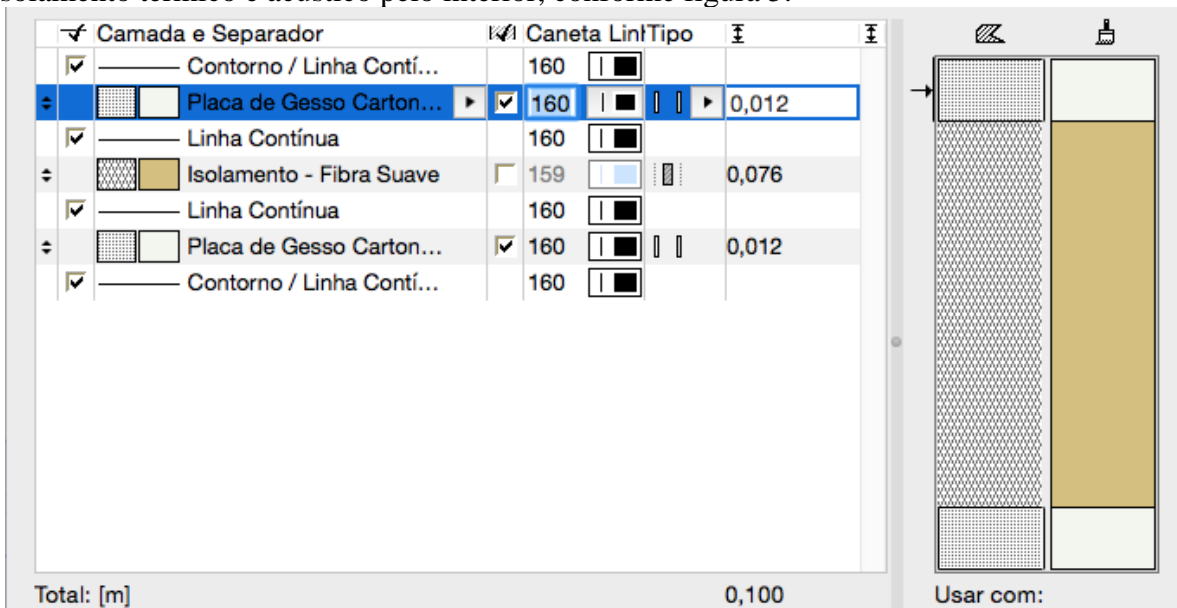 isolamento térmico e acústico pelo interior, conforme figura 3.
Camada e Separador Caneta Linh Tipo
Contorno / Linha Contí... 160
Placa de Gesso Carton... 160 0,012
Linha Contínua 160
Isolamento - Fibra Suave 159 0,076
Linha Contínua 160
Placa de Gesso Carton... 160 0,012
Contorno / Linha Contí... 160
Total: [m] 0,100 Usar com: